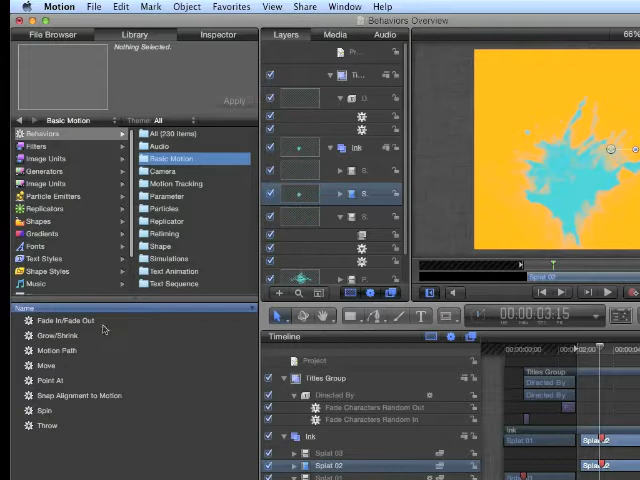 Motion File Edit Mark Object Favorites View Share Window Help
Behaviors Overview
File Browser Library Inspector Layers Media Audio 66%
Nothing Selected.
Apply
Basic Motion Theme: All
Behaviors
Filters
Image Units
Generators
Image Units
Particle Emitters
Replicators
Shapes
Gradients
Fonts
Text Styles
Shape Styles
Music
All (230 items)
Audio
Basic Motion
Camera
Motion Tracking
Parameter
Particles
Replicator
Retiming
Shape
Simulations
Text Animation
Text Sequence
Pr...
Ti...
D.
Ink
S.
S.
S.
P.
Splat 02
Name
Fade In/Fade Out
Grow/Shrink
Motion Path
Move
Point At
Snap Alignment to Motion
Spin
Throw
00:00:03:15
Timeline
Project
Titles Group
Directed By
Fade Characters Random Out
Fade Characters Random In
Ink
Splat 03
Splat 02
Splat 01
Titles Group
Directed By
Directed By
Ink
Splat 01